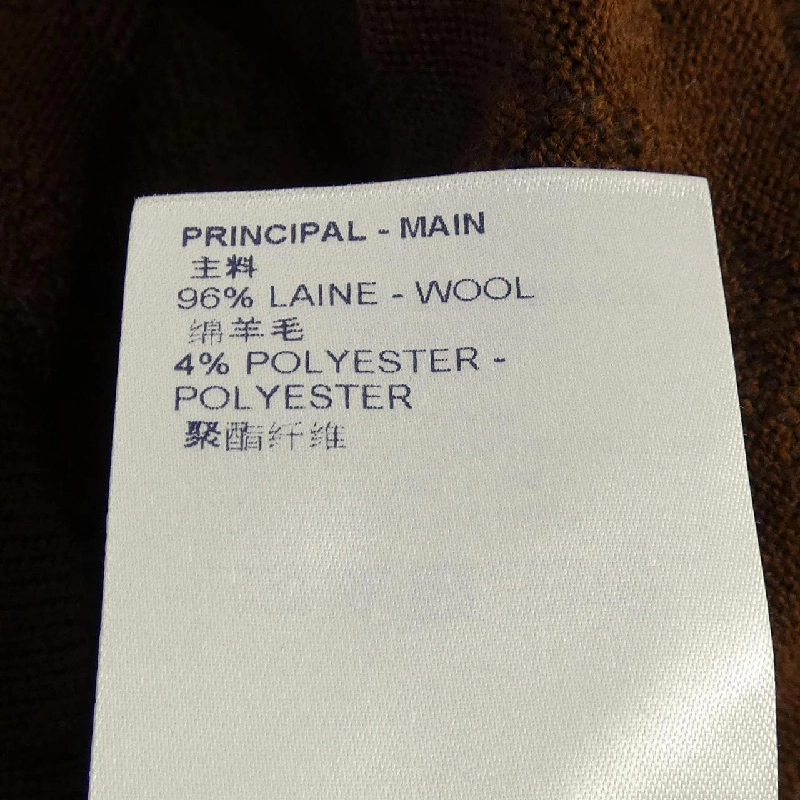 PRINCIPAL - MAIN
主料
96% LAINE - WOOL
绵羊毛
4% POLYESTER -
POLYESTER
聚酯纤维